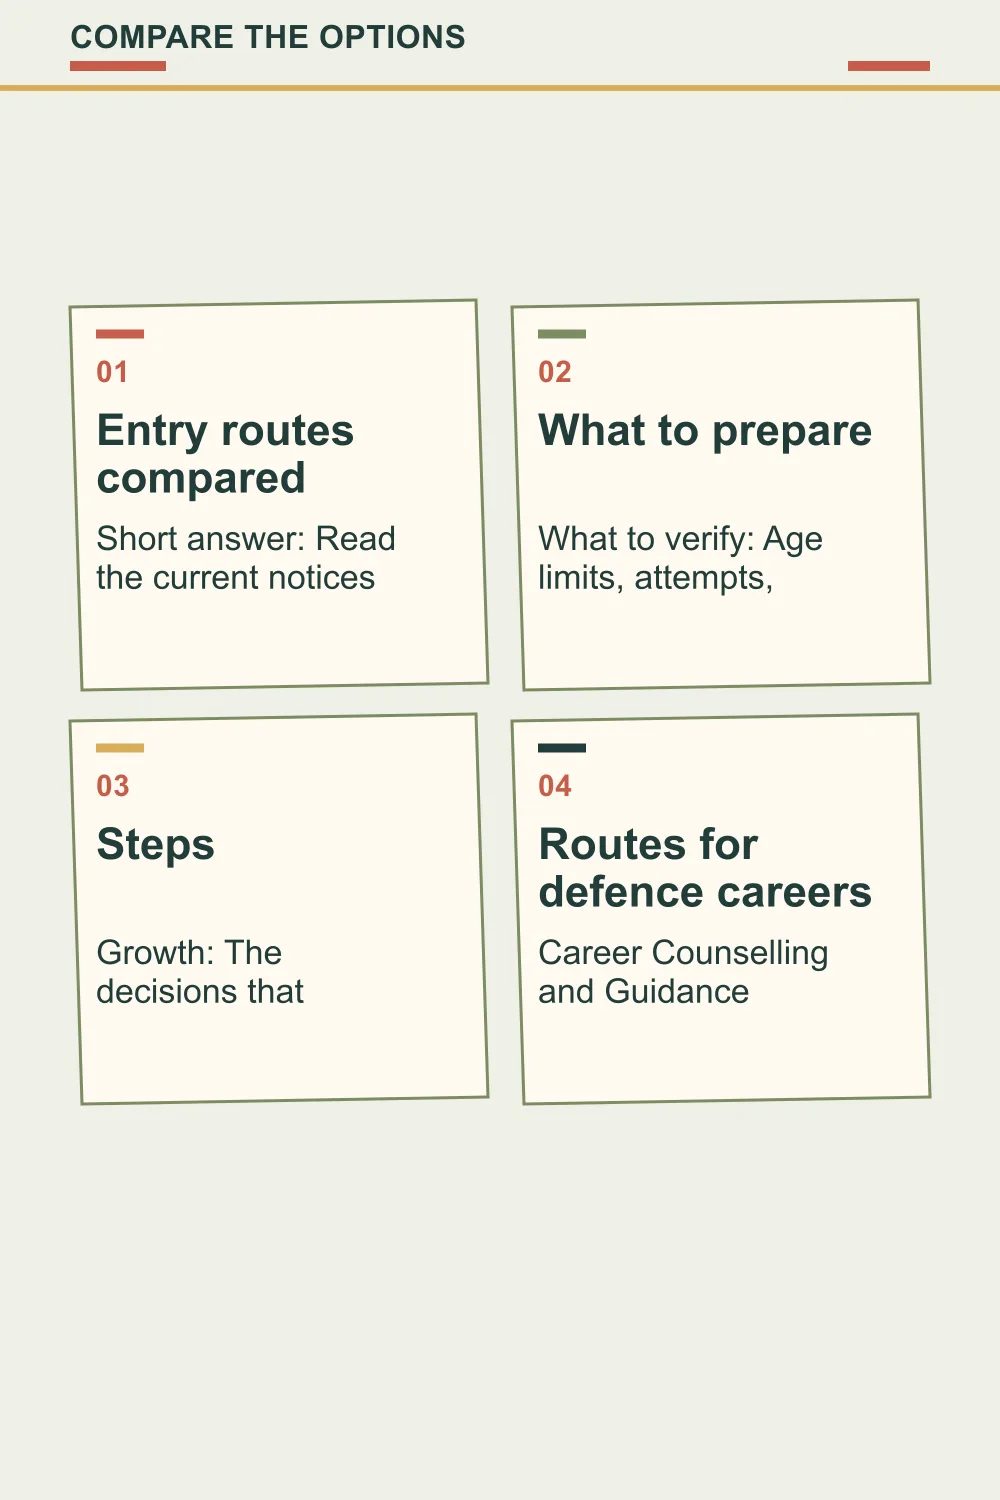 COMPARE THE OPTIONS
01
Entry routes
compared
Short answer: Read
the current notices
02
What to prepare
What to verify: Age
limits, attempts,
03
Steps
Growth: The
decisions that
04
Routes for
defence careers
Career Counselling
and Guidance